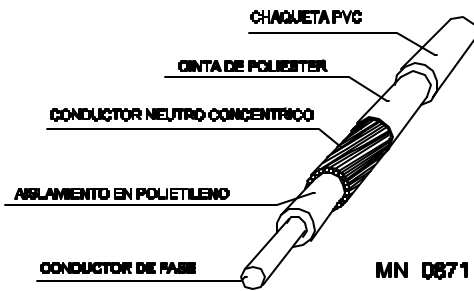 CHAQUETA PVC
CINTA DE POLIESTER
CONDUCTOR NEUTRO CONCENTRICO
AISLAMIENTO EN POLIETILENO
CONDUCTOR DE FASE
MN 0671